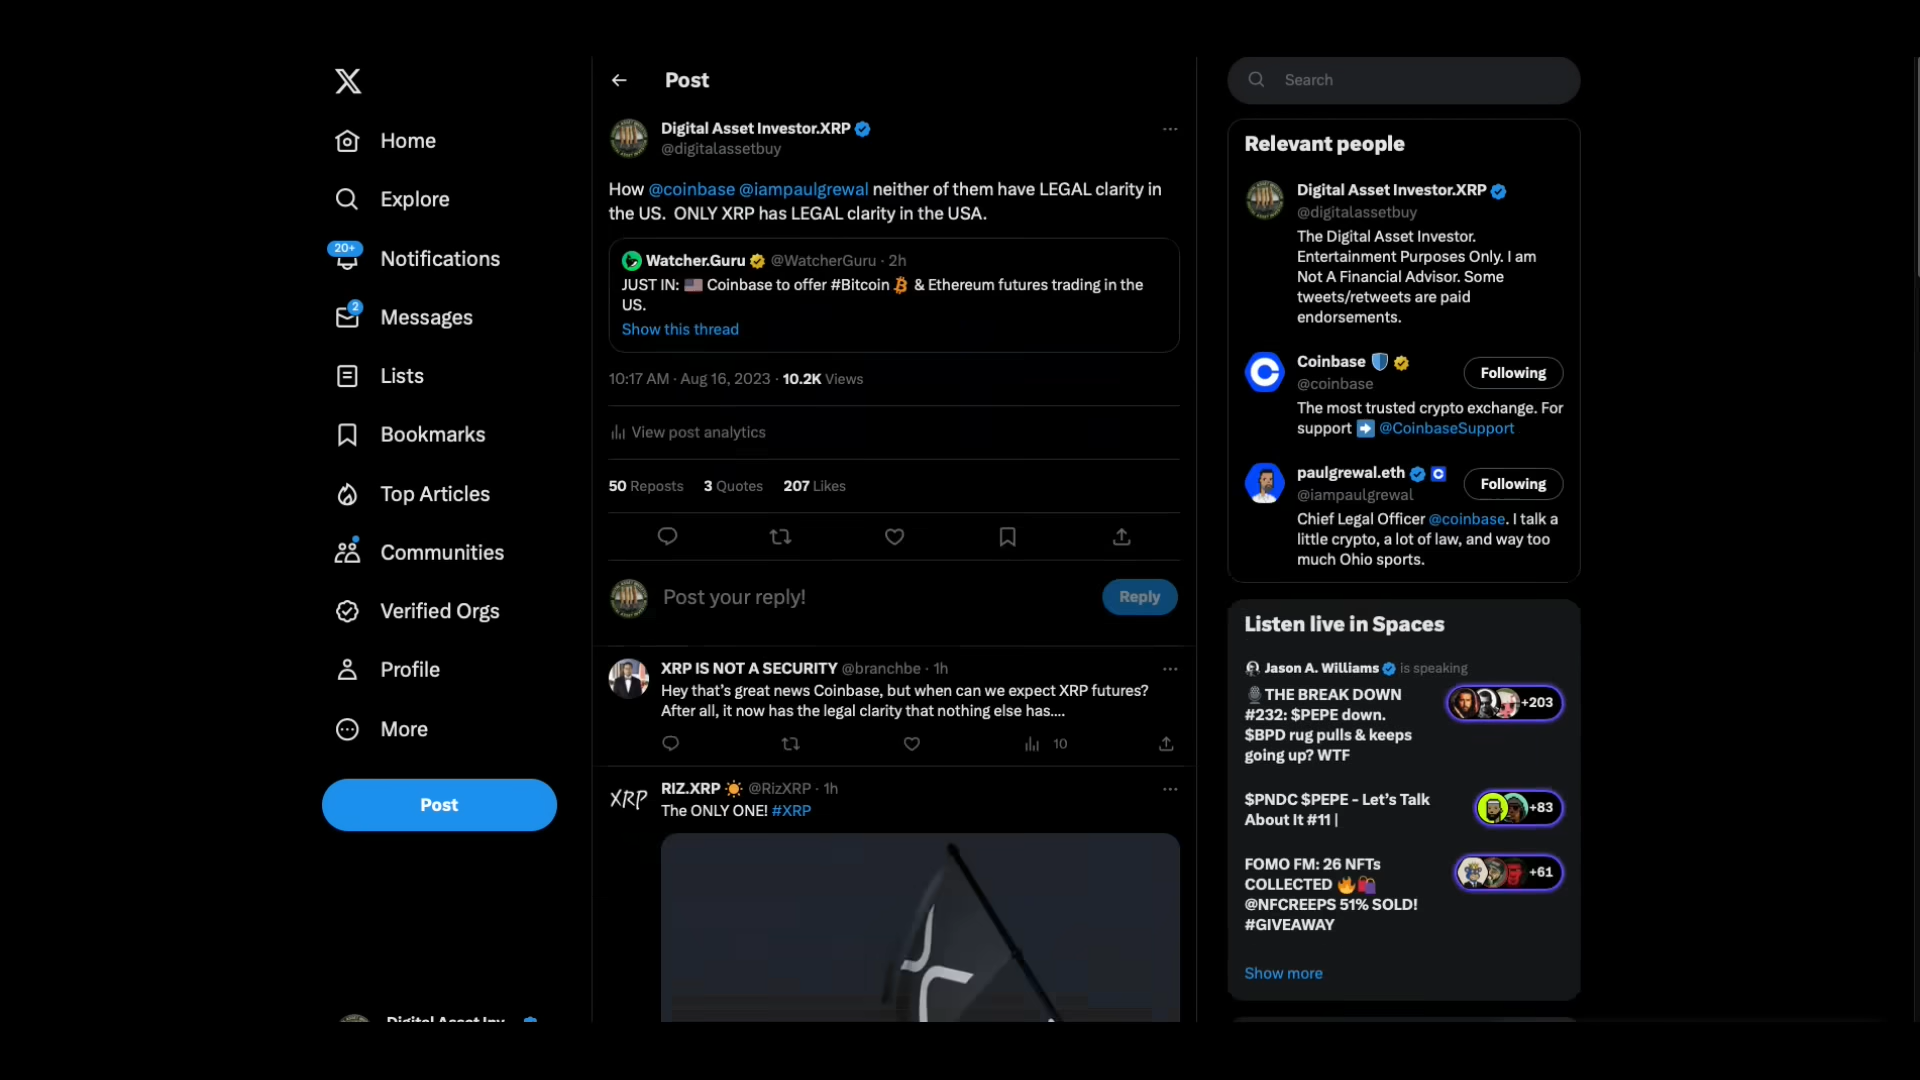 Home
Explore
20+
Notifications
2
Messages
Lists
Bookmarks
Top Articles
Communities
Verified Orgs
Profile
More
Post
Post
Digital Asset Investor.XRP
@digitalassetbuy
How @coinbase @iampaulgrewal neither of them have LEGAL clarity in
the US. ONLY XRP has LEGAL clarity in the USA.
Watcher.Guru @WatcherGuru · 2h
JUST IN: 🇺🇸 Coinbase to offer #Bitcoin & Ethereum futures trading in the
US.
Show this thread
10:17 AM · Aug 16, 2023 · 10.2K Views
View post analytics
50 Reposts 3 Quotes 207 Likes
Post your reply!
Reply
XRP IS NOT A SECURITY @branchbe · 1h
Hey that's great news Coinbase, but when can we expect XRP futures?
After all, it now has the legal clarity that nothing else has....
10
XRP
RIZ.XRP ☀️ @RizXRP · 1h
The ONLY ONE! #XRP
Search
Relevant people
Digital Asset Investor.XRP
@digitalassetbuy
The Digital Asset Investor.
Entertainment Purposes Only. I am
Not A Financial Advisor. Some
tweets/retweets are paid
endorsements.
Coinbase 🛡️
@coinbase
Following
The most trusted crypto exchange. For
support ➡️ @CoinbaseSupport
paulgrewal.eth
@iampaulgrewal
Following
Chief Legal Officer @coinbase. I talk a
little crypto, a lot of law, and way too
much Ohio sports.
Listen live in Spaces
Jason A. Williams is speaking
🎙️THE BREAK DOWN
#232: $PEPE down.
$BPD rug pulls & keeps
going up? WTF
+203
$PNDC $PEPE - Let's Talk
About It #11 |
+83
FOMO FM: 26 NFTs
COLLECTED 🔥🛍️
@NFCREEPS 51% SOLD!
#GIVEAWAY
+61
Show more
Digital Asset Inv